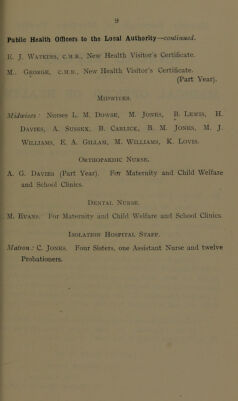 9
Public Health Officers to the Local Authority—continued.
E. J. Watkins, C.M.B., New Health Visitor's Certificate.
M. George, C.M.B., New Health Visitor's Certificate.
(Part Year).
Midwives.
Midwives: Nurses L. M. Dowse, M. Jones, B. Lewis, H.
Davies, A. Sussex, B. Carlick, B. M. Jones, M. J.
Williams, E. A. Gillam, M. Williams, K. Lovis.
Orthopaedic Nurse.
A. G. Davies (Part Year). For Maternity and Child Welfare
and School Clinics.
Dental Nurse.
M. Evans. For Maternity and Child Welfare and School Clinics.
Isolation Hospital Staff.
Matron: C. Jones. Four Sisters, one Assistant Nurse and twelve
Probationers.